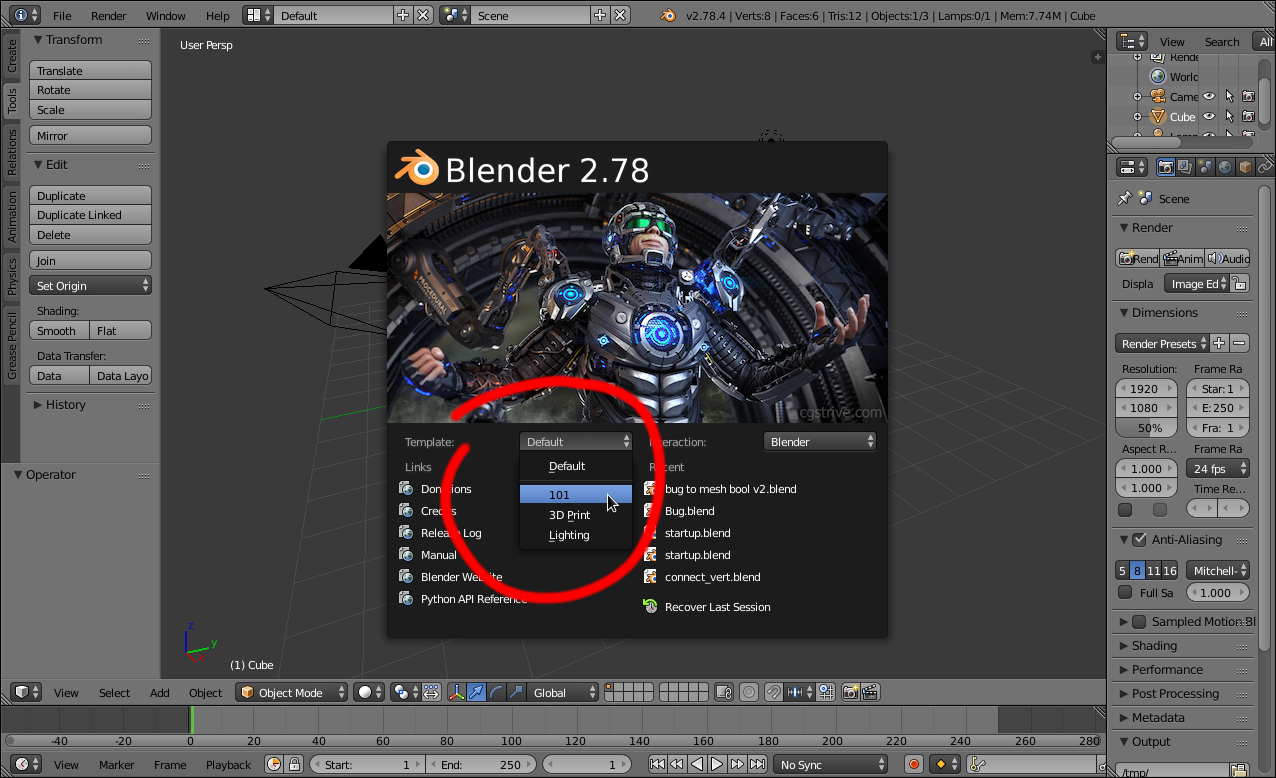 File Render Window Help Default Scene v2.78.4 | Verts:8 | Faces:6 | Tris:12 | Objects:1/3 | Lamps:0/1 | Mem:7.74M | Cube
Create
Tools
Relations
Animation
Physics
Grease Pencil
Transform
Translate
Rotate
Scale
Mirror
Edit
Duplicate
Duplicate Linked
Delete
Join
Set Origin
Shading:
Smooth Flat
Data Transfer:
Data Data Layo
History
Operator
User Persp
Blender 2.78
cgstrive.com
Template: Default Interaction: Blender
Default
101
3D Print
Lighting
Links
Donations
Credits
Release Log
Manual
Blender Website
Python API Reference
Recent
bug to mesh bool v2.blend
Bug.blend
startup.blend
startup.blend
connect_vert.blend
Recover Last Session
z
y
x
(1) Cube
View Select Add Object Object Mode Global
-40 -20 0 20 40 60 80 100 120 140 160 180 200 220 240 260 280
View Marker Frame Playback Start: 1 End: 250 1 No Sync
View Search All
Rende
World
Came
Cube
Scene
Render
Rend Anim Audio
Displa Image Ed
Dimensions
Render Presets
Resolution: Frame Ra
1920 Star: 1
1080 E: 250
50% Fra: 1
Aspect R... Frame Ra
1.000 24 fps
1.000 Time Re...
Anti-Aliasing
5 8 11 16 Mitchell-
Full Sa 1.000
Sampled Motion Bl
Shading
Performance
Post Processing
Metadata
Output
/tmp/